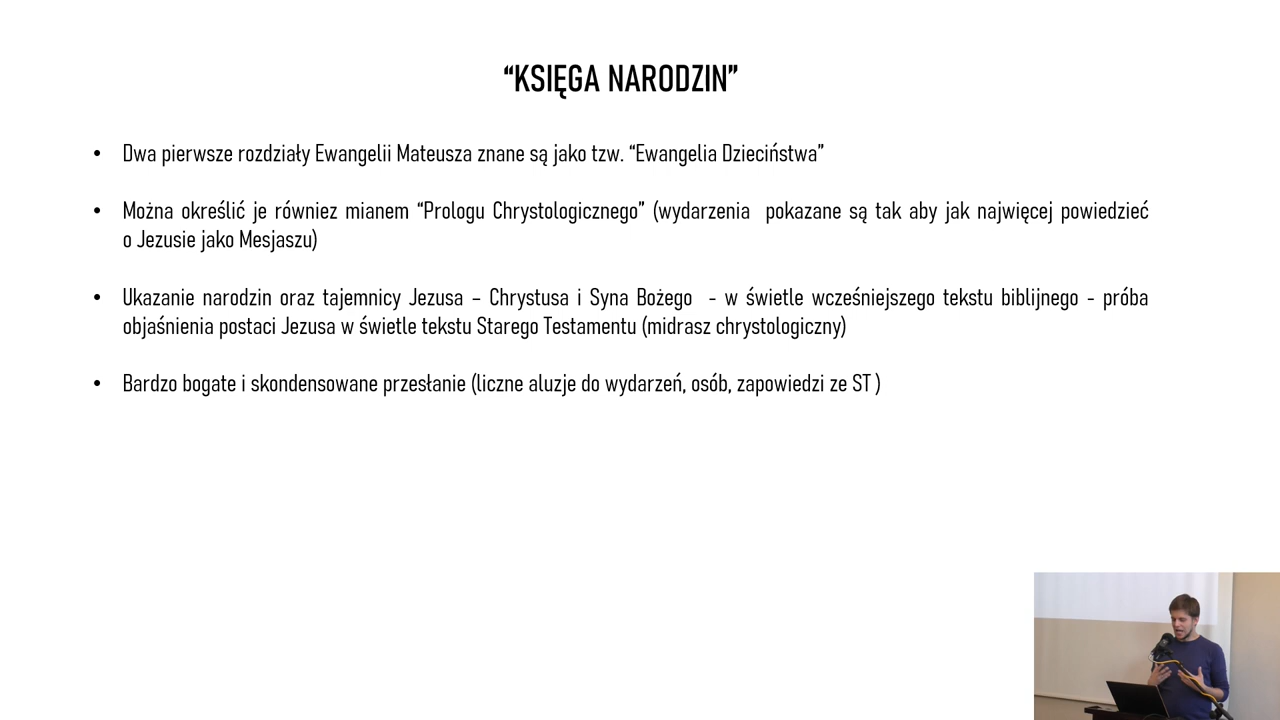 “KSIĘGA NARODZIN”
• Dwa pierwsze rozdziały Ewangelii Mateusza znane są jako tzw. “Ewangelia Dzieciństwa”
• Można określić je równiez mianem “Prologu Chrystologicznego” (wydarzenia pokazane są tak aby jak najwięcej powiedzieć
o Jezusie jako Mesjaszu)
• Ukazanie narodzin oraz tajemnicy Jezusa – Chrystusa i Syna Bożego - w świetle wcześniejszego tekstu biblijnego - próba
objaśnienia postaci Jezusa w świetle tekstu Starego Testamentu (midrasz chrystologiczny)
• Bardzo bogate i skondensowane przesłanie (liczne aluzje do wydarzeń, osób, zapowiedzi ze ST )